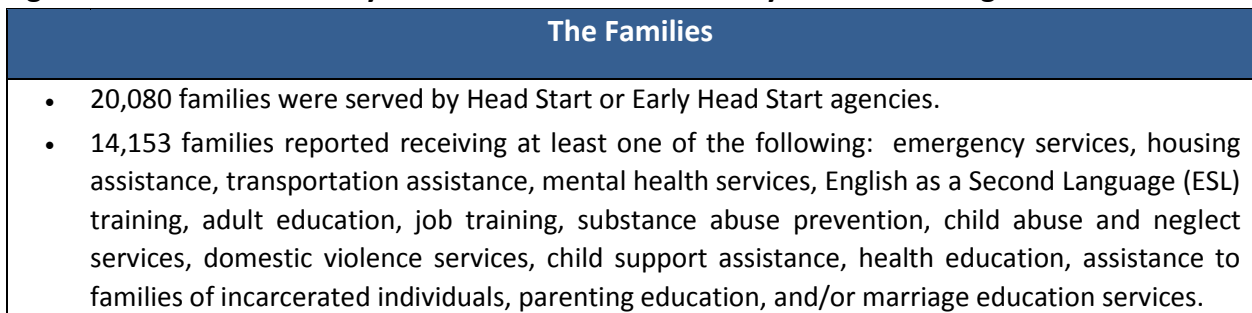 The Families
• 20,080 families were served by Head Start or Early Head Start agencies.
• 14,153 families reported receiving at least one of the following: emergency services, housing
assistance, transportation assistance, mental health services, English as a Second Language (ESL)
training, adult education, job training, substance abuse prevention, child abuse and neglect
services, domestic violence services, child support assistance, health education, assistance to
families of incarcerated individuals, parenting education, and/or marriage education services.